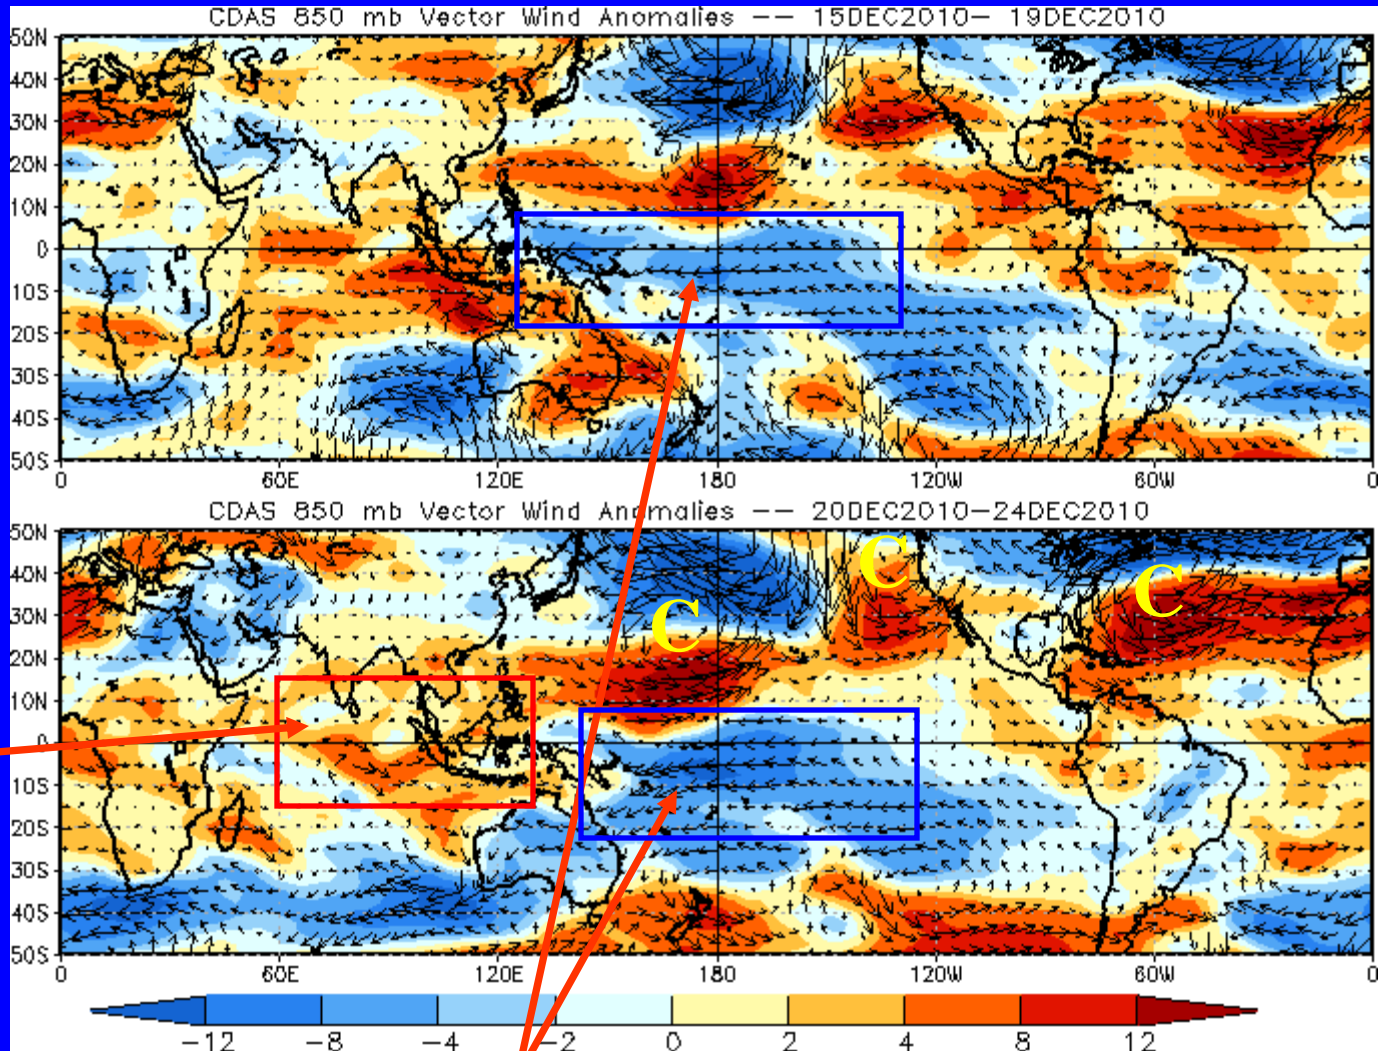 CDAS 850 mb Vector Wind Anomalies -- 15DEC2010- 19DEC2010
50N
40N
30N
20N
10N
0
10S
20S
30S
40S
50S
0 60E 120E 180 120W 60W 0
CDAS 850 mb Vector Wind Anomalies -- 20DEC2010-24DEC2010
50N
40N
30N
20N
10N
0
10S
20S
30S
40S
50S
C
C
C
0 60E 120E 180 120W 60W 0
-12 -8 -4 -2 0 2 4 8 12